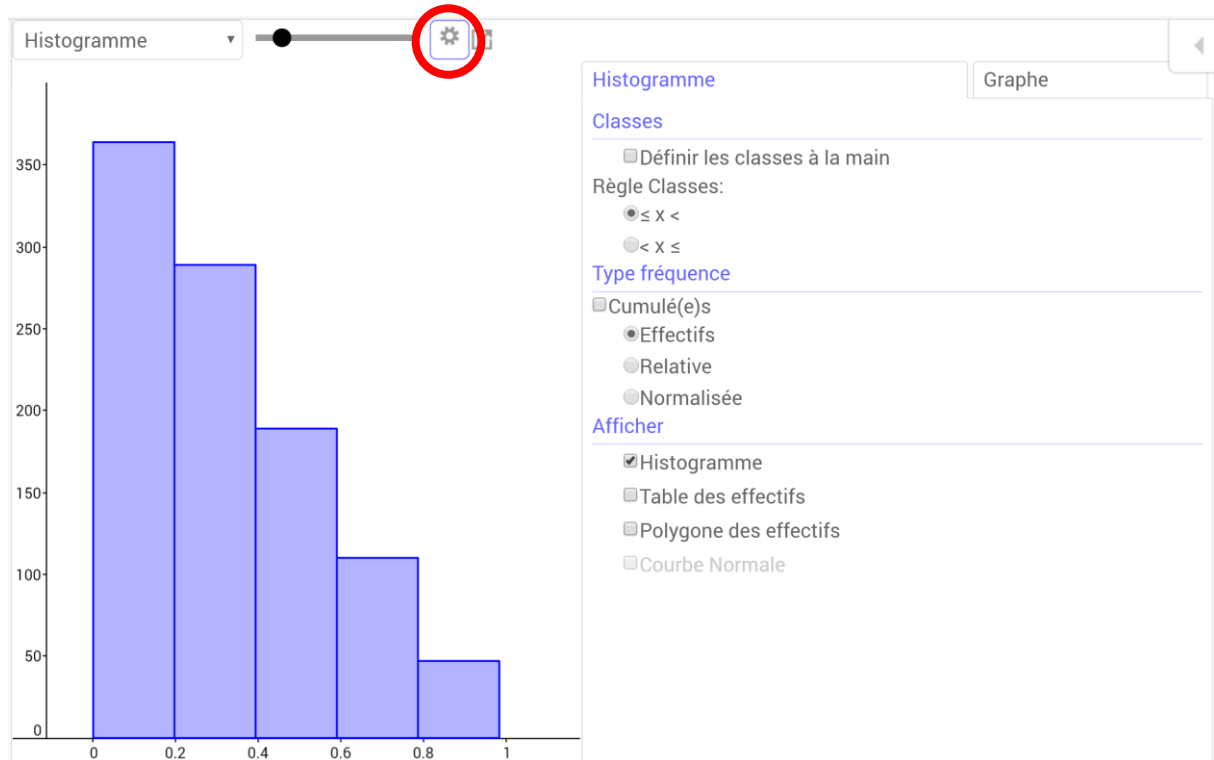 Histogramme
Histogramme
Graphe
Classes
Définir les classes à la main
Règle Classes:
≤ x <
< x ≤
Type fréquence
Cumulé(e)s
Effectifs
Relative
Normalisée
Afficher
Histogramme
Table des effectifs
Polygone des effectifs
Courbe Normale
350
300
250
200
150
100
50
0
0 0.2 0.4 0.6 0.8 1